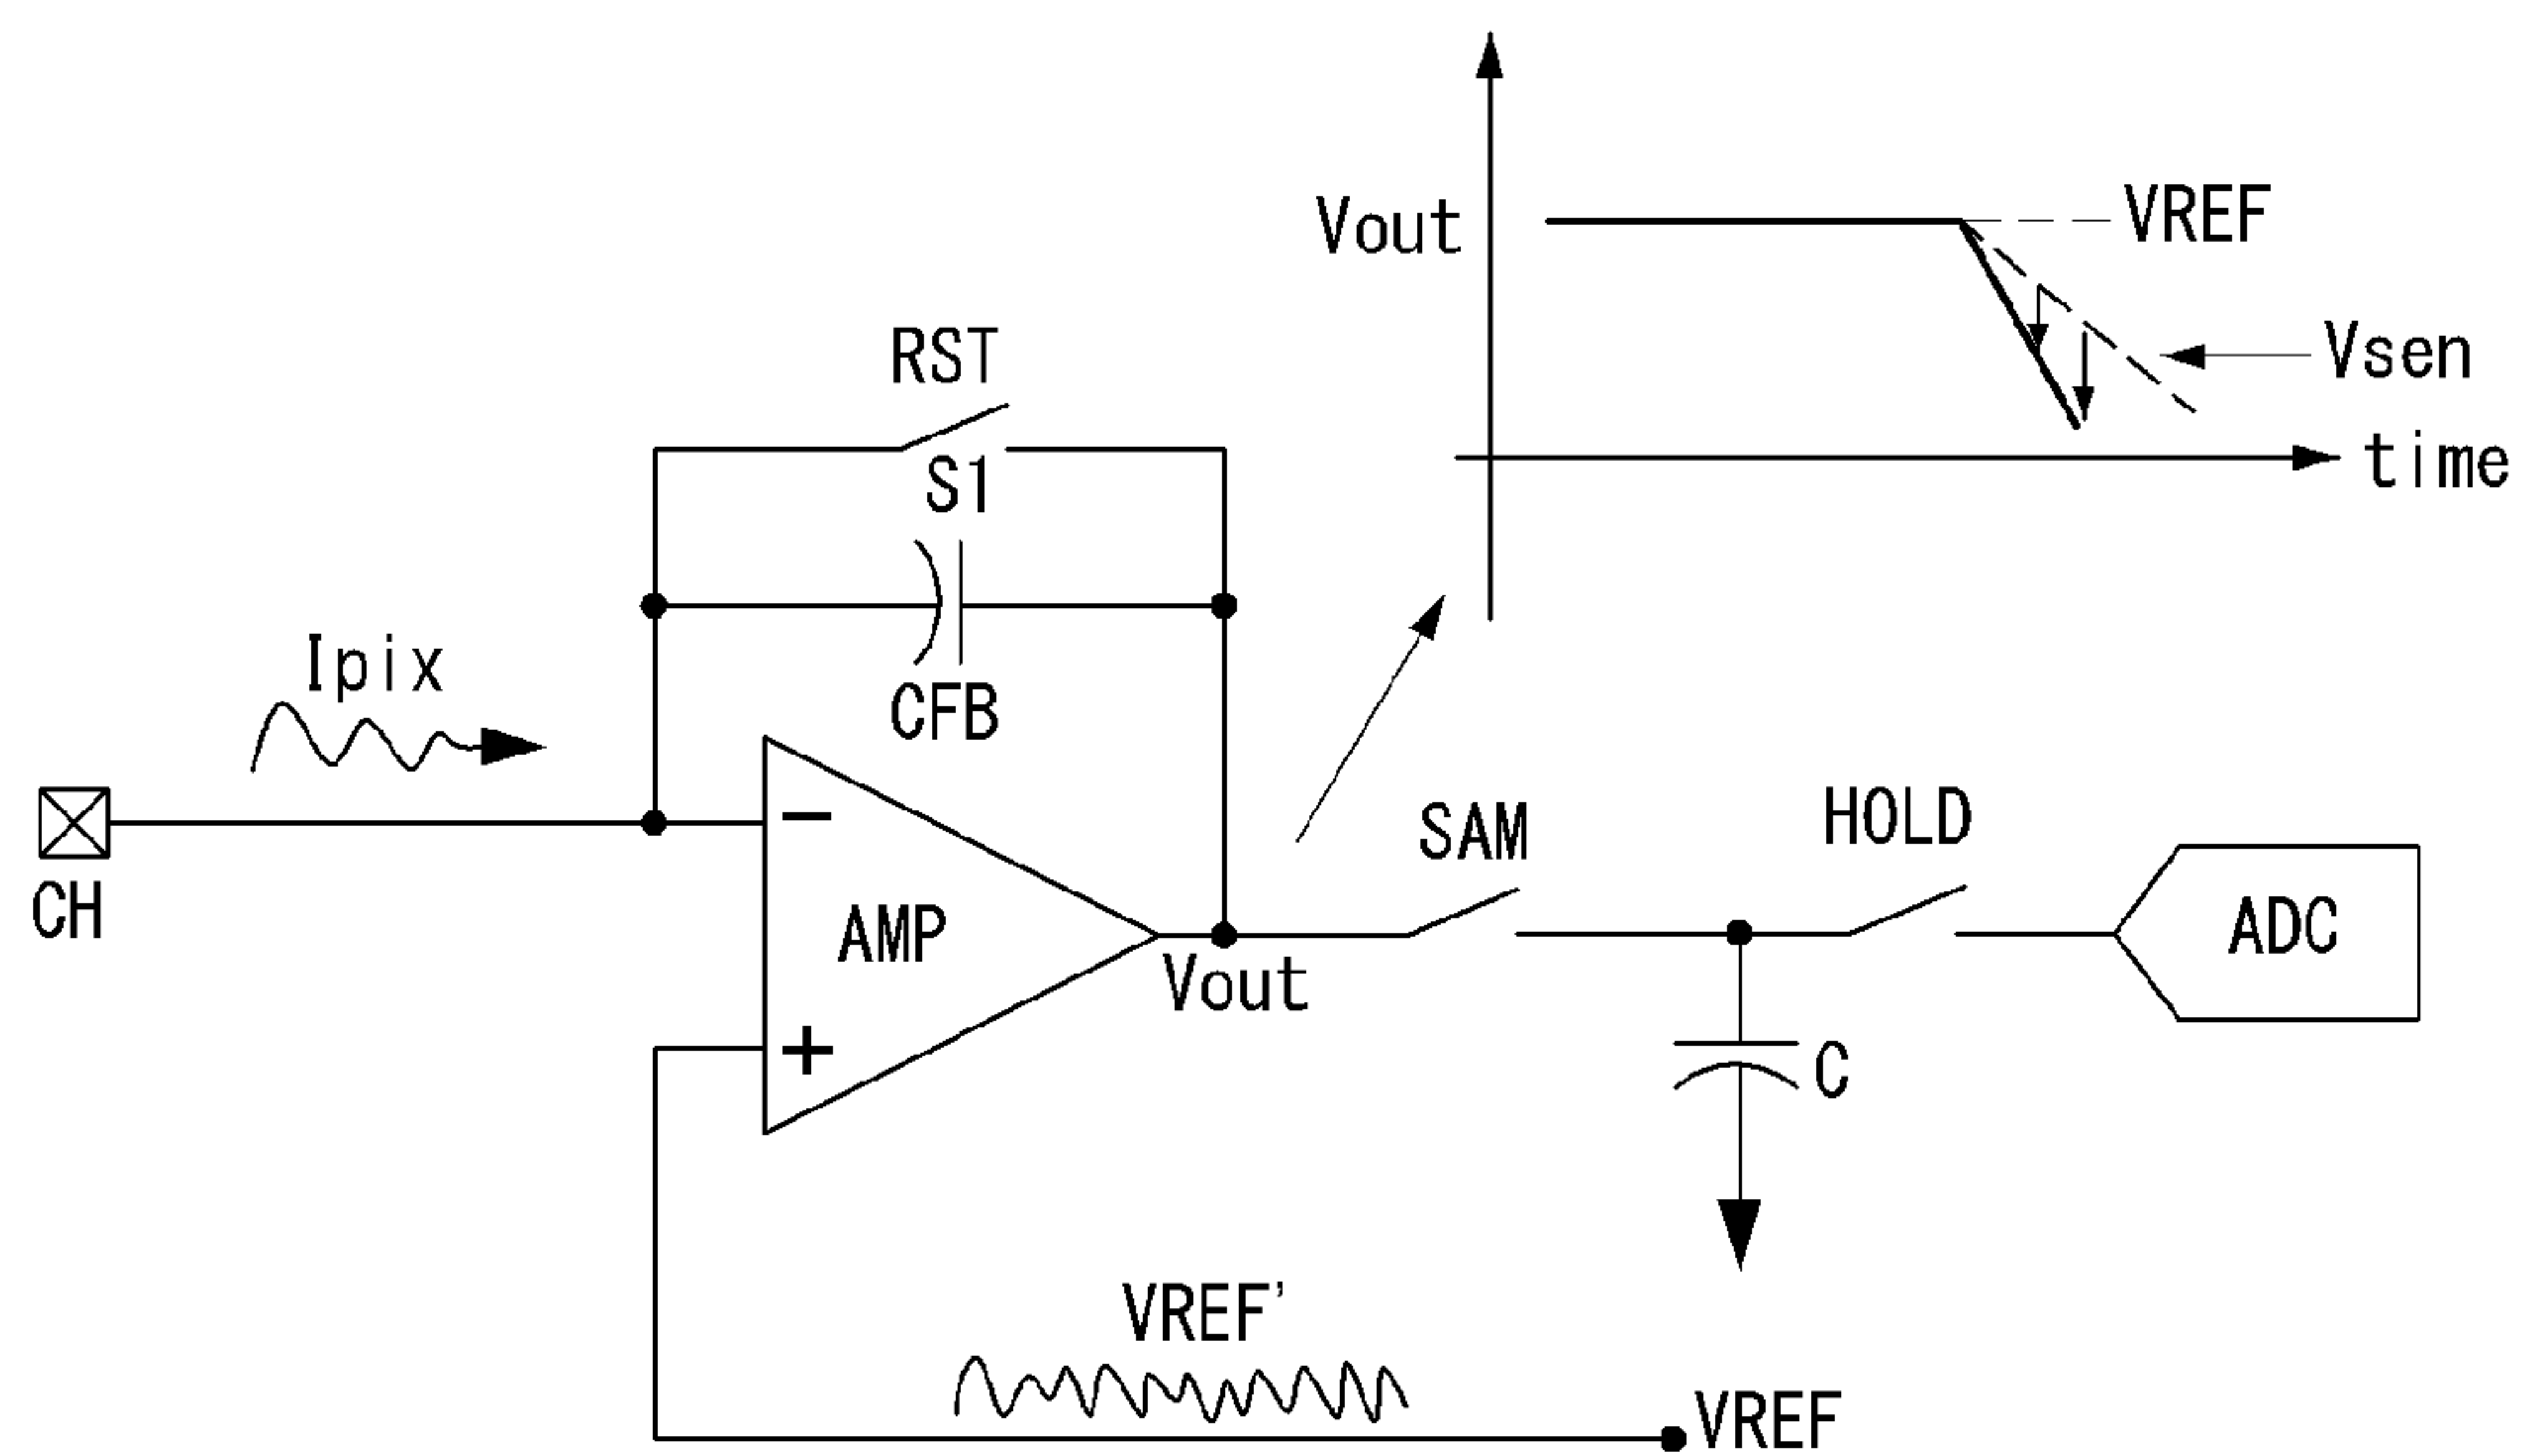 Vout
VREF
Vsen
time
RST
S1
CFB
Ipix
CH
−
AMP
+
Vout
SAM
HOLD
ADC
C
VREF'
VREF